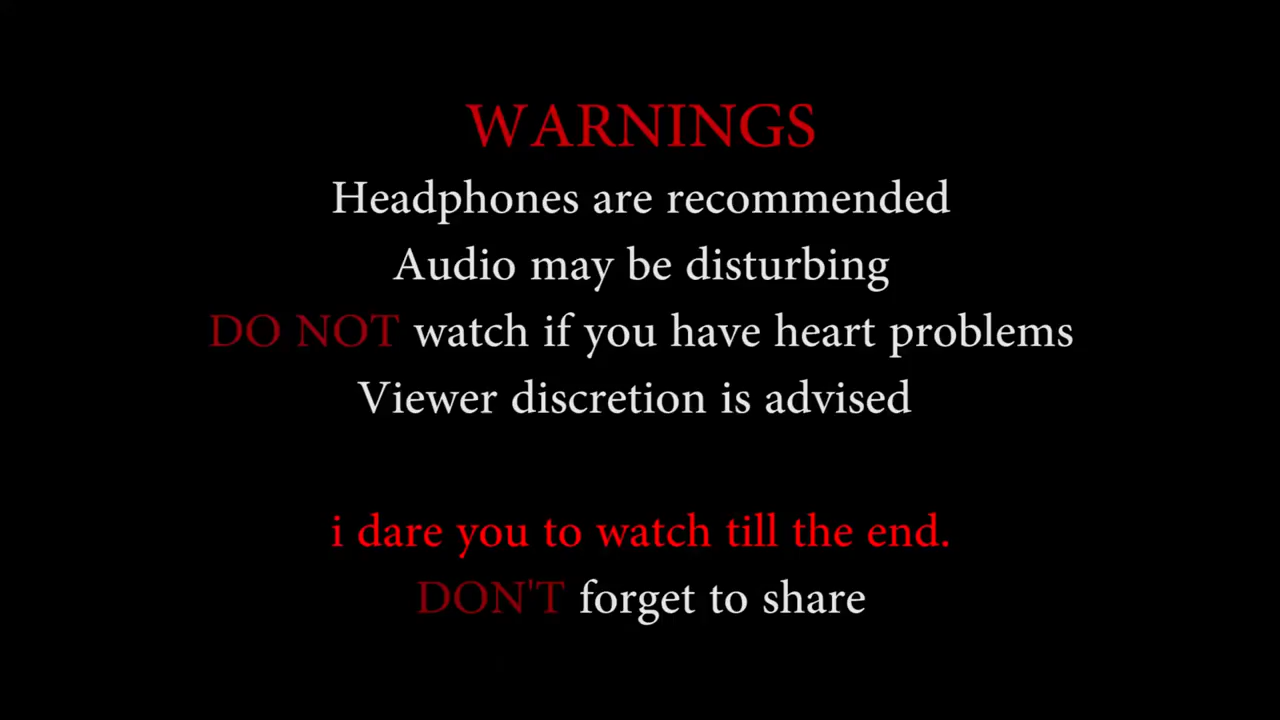 WARNINGS
Headphones are recommended
Audio may be disturbing
DO NOT watch if you have heart problems
Viewer discretion is advised
i dare you to watch till the end.
DON'T forget to share